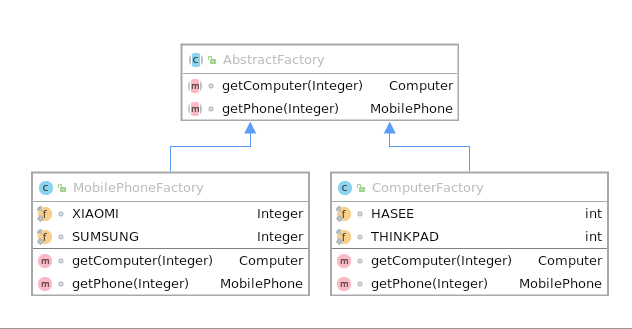 AbstractFactory
getComputer(Integer) Computer
getPhone(Integer) MobilePhone
MobilePhoneFactory
XIAOMI Integer
SUMSUNG Integer
getComputer(Integer) Computer
getPhone(Integer) MobilePhone
ComputerFactory
HASEE int
THINKPAD int
getComputer(Integer) Computer
getPhone(Integer) MobilePhone